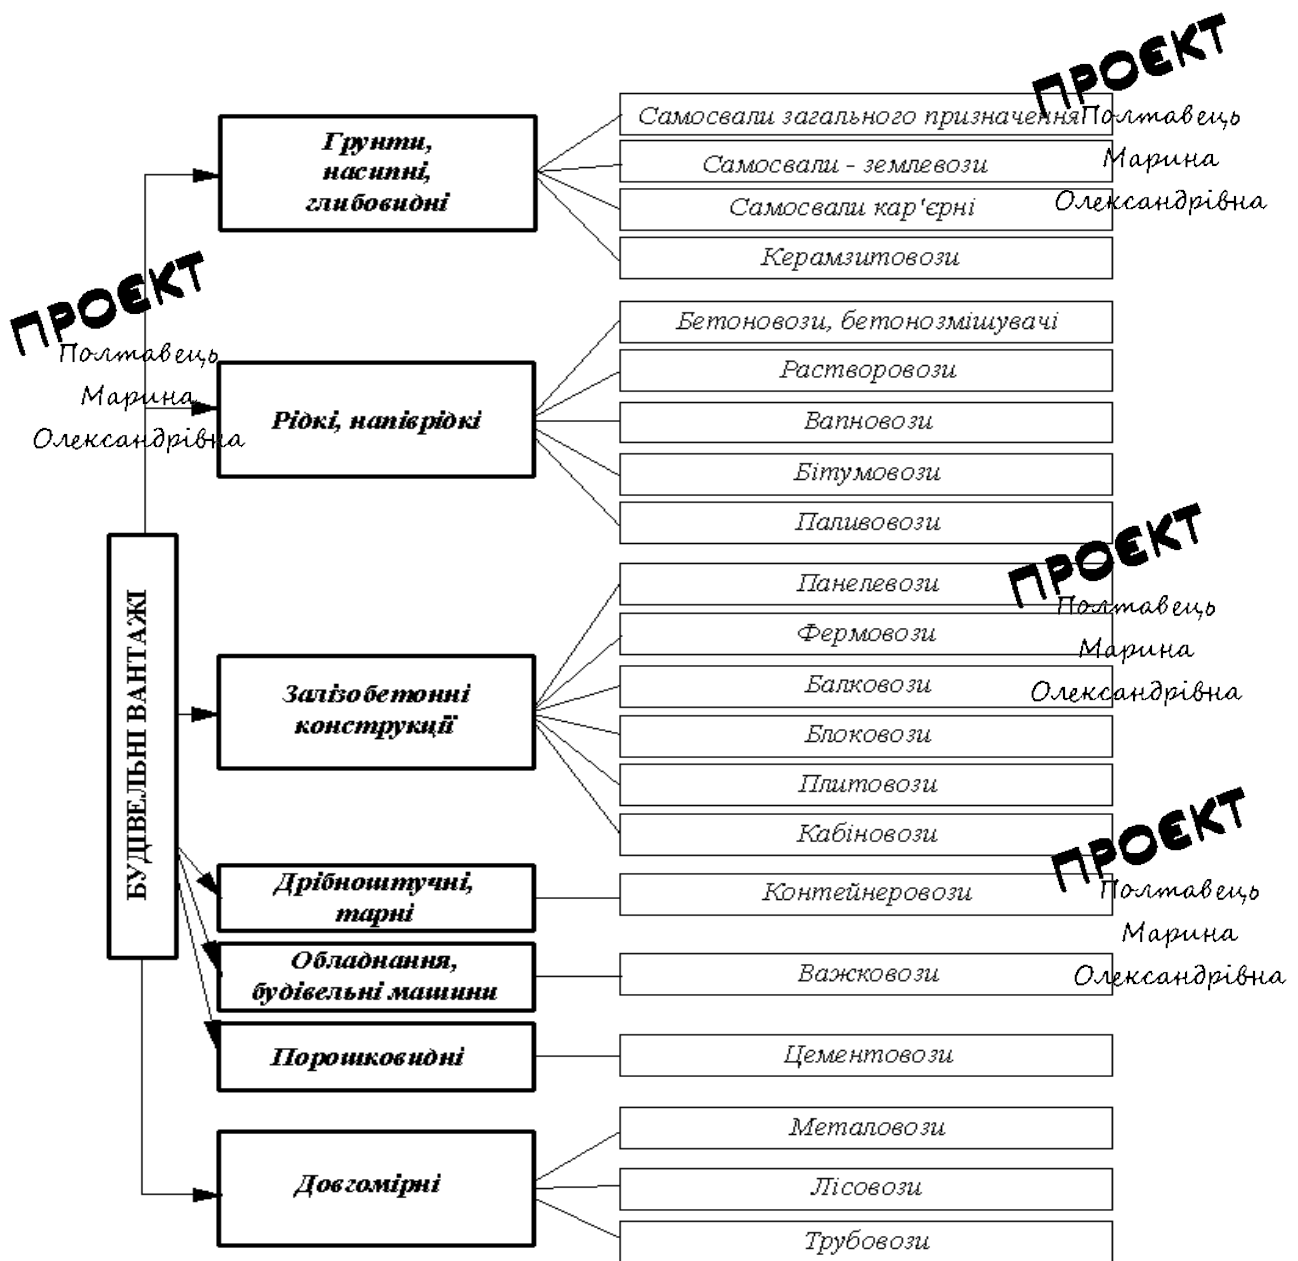 ПРОЕКТ
Полтавець
Марина
Олександрівна
Грунти,
насипні,
глибовидні
Самосвали загального призначення
Самосвали - землевози
Самосвали кар'єрні
Керамзитовози
ПРОЕКТ
Полтавець
Марина
Олександрівна
Рідкі, напіврідкі
Бетоновози, бетонозмішувачі
Растворовози
Вапновози
Бітумовози
Паливовози
БУДІВЕЛЬНІ ВАНТАЖІ
ПРОЕКТ
Полтавець
Марина
Олександрівна
Залізобетонні
конструкції
Панелевози
Фермовози
Балковози
Блоковози
Плитовози
Кабіновози
ПРОЕКТ
Полтавець
Марина
Олександрівна
Дрібноштучні,
тарні
Контейнеровози
Обладнання,
будівельні машини
Важковози
Порошковидні
Цементовози
Довгомірні
Металовози
Лісовози
Трубовози